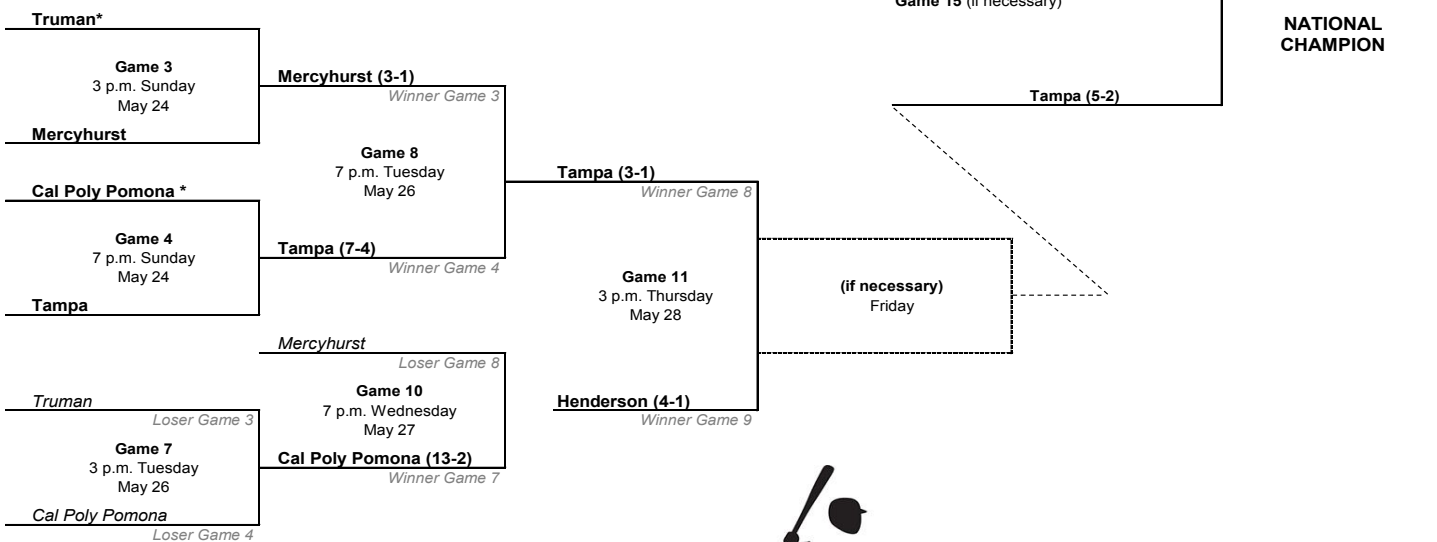 Game 15 (if necessary)
Truman*
NATIONAL
CHAMPION
Game 3
3 p.m. Sunday
May 24
Mercyhurst (3-1)
Winner Game 3
Tampa (5-2)
Mercyhurst
Game 8
7 p.m. Tuesday
May 26
Tampa (3-1)
Winner Game 8
Cal Poly Pomona *
Game 4
7 p.m. Sunday
May 24
Tampa (7-4)
Winner Game 4
Tampa
Game 11
3 p.m. Thursday
May 28
(if necessary)
Friday
Mercyhurst
Loser Game 8
Game 10
7 p.m. Wednesday
May 27
Henderson (4-1)
Winner Game 9
Truman
Loser Game 3
Game 7
3 p.m. Tuesday
May 26
Cal Poly Pomona (13-2)
Winner Game 7
Cal Poly Pomona
Loser Game 4